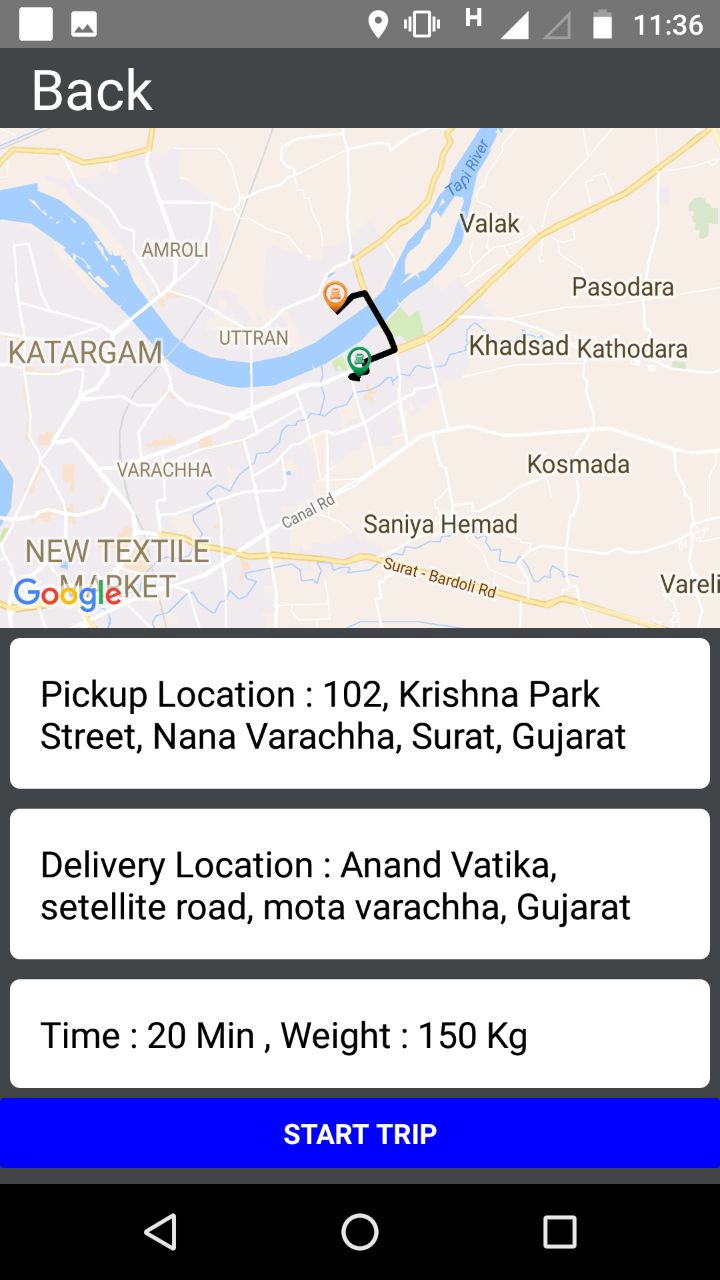 H
11:36
Back
Tapi River
Valak
AMROLI
Pasodara
UTTRAN
KATARGAM
Khadsad
Kathodara
VARACHHA
Kosmada
Canal Rd
Saniya Hemad
NEW TEXTILE
MARKET
Surat - Bardoli Rd
Vareli
Google
Pickup Location : 102, Krishna Park
Street, Nana Varachha, Surat, Gujarat
Delivery Location : Anand Vatika,
setellite road, mota varachha, Gujarat
Time : 20 Min , Weight : 150 Kg
START TRIP